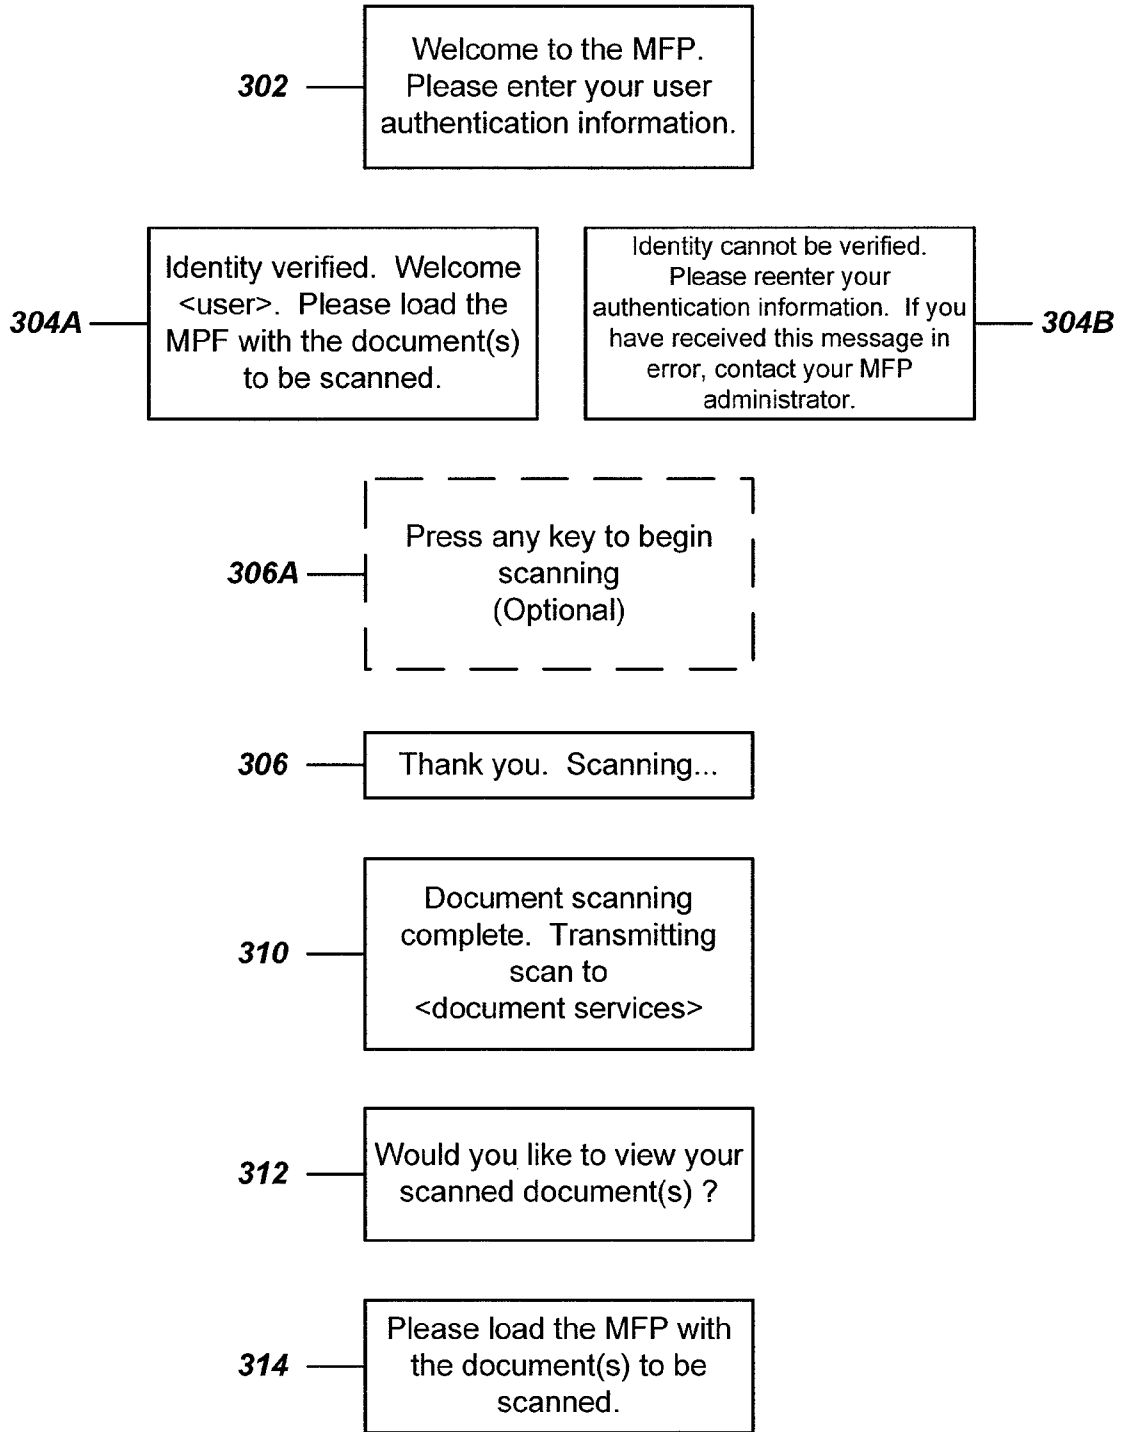 Welcome to the MFP.
302
Please enter your user
authentication information.
Identity verified.  Welcome
<user>.  Please load the
304A
MPF with the document(s)
to be scanned.
Identity cannot be verified.
Please reenter your
authentication information.  If you
304B
have received this message in
error, contact your MFP
administrator.
Press any key to begin
306A
scanning
(Optional)
306
Thank you.  Scanning...
Document scanning
complete.  Transmitting
310
scan to
<document services>
312
Would you like to view your
scanned document(s) ?
Please load the MFP with
314
the document(s) to be
scanned.